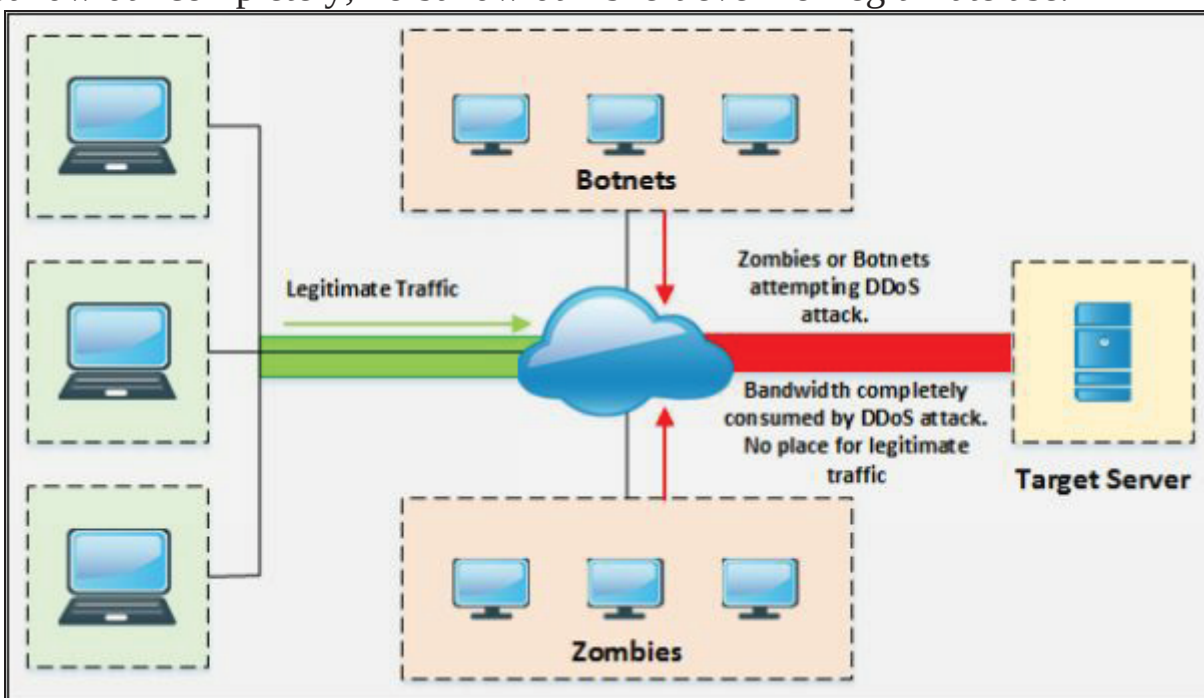 completely,
Botnets
Legitimate Traffic
Zombies or Botnets
attempting DDoS
attack.
Bandwidth completely
consumed by DDoS attack.
No place for legitimate
traffic
Target Server
Zombies